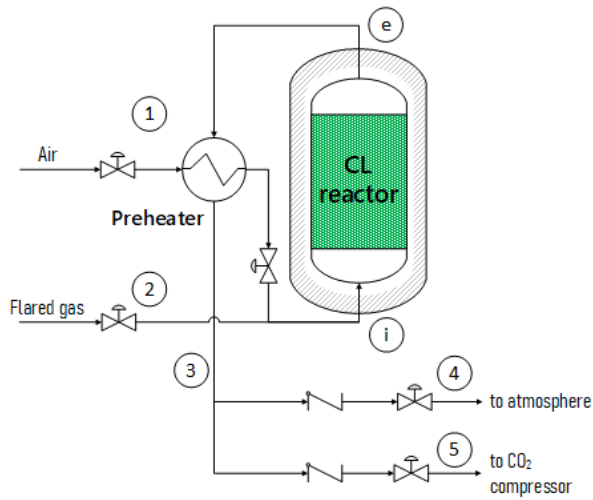 e
1
Air
CL
reactor
Preheater
2
Flared gas
i
3
4
to atmosphere
5
to CO₂
compressor